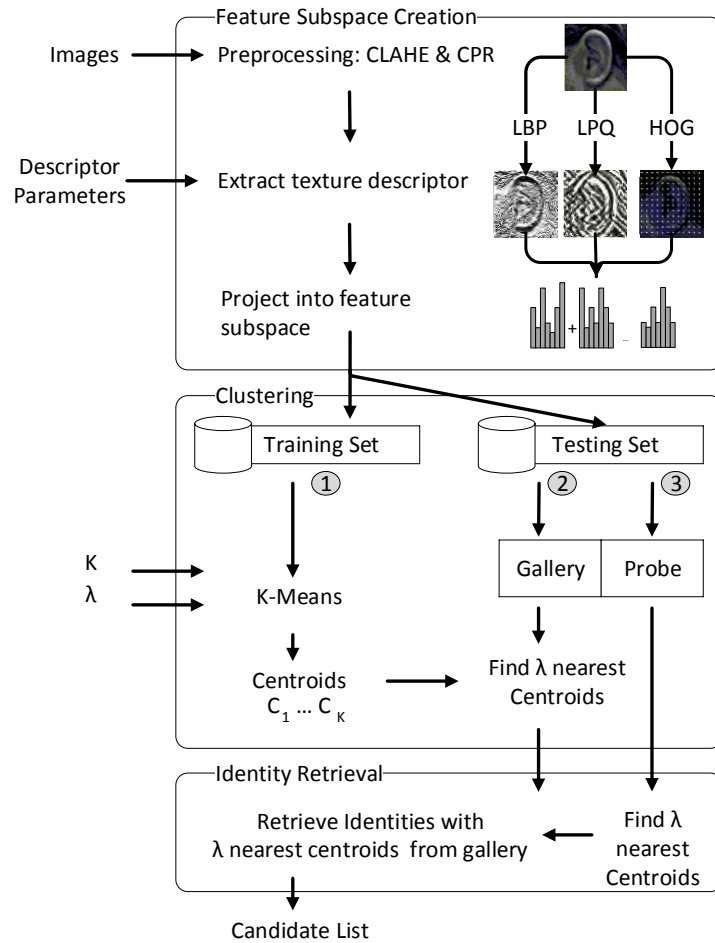 Feature Subspace Creation
Images
Preprocessing: CLAHE & CPR
LBP
LPQ
HOG
Descriptor
Parameters
Extract texture descriptor
Project into feature
subspace
+
...
Clustering
Training Set
Testing Set
1
2
3
K
λ
Gallery
Probe
K-Means
Centroids
C1 ... CK
Find λ nearest
Centroids
Identity Retrieval
Retrieve Identities with
λ nearest centroids from gallery
Find λ
nearest
Centroids
Candidate List